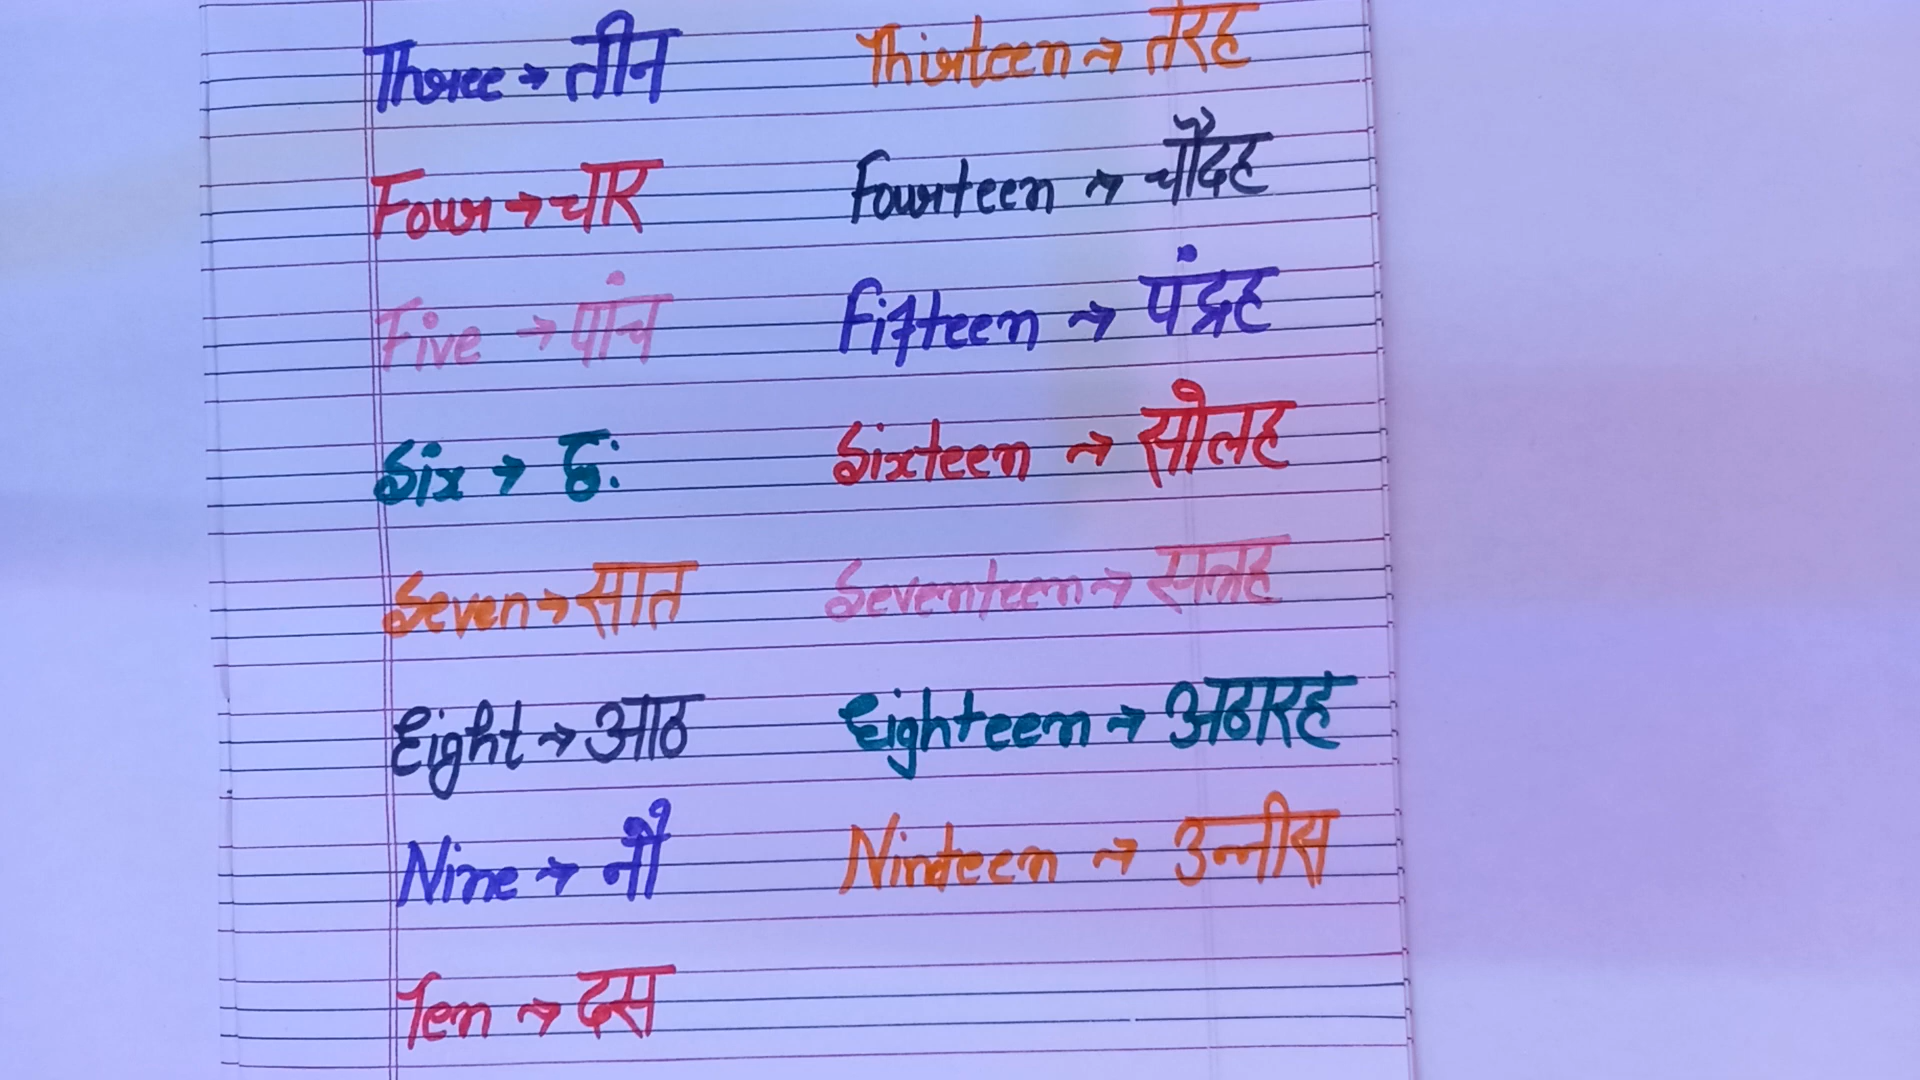 Three → तीन Thirteen → तेरह
Four → चार Fourteen → चौदह
Five → पांच Fifteen → पंद्रह
Six → छ: Sixteen → सोलह
Seven → सात Seventeen → सत्रह
Eight → आठ Eighteen → अठारह
Nine → नौ Ninteen → उन्नीस
Ten → दस